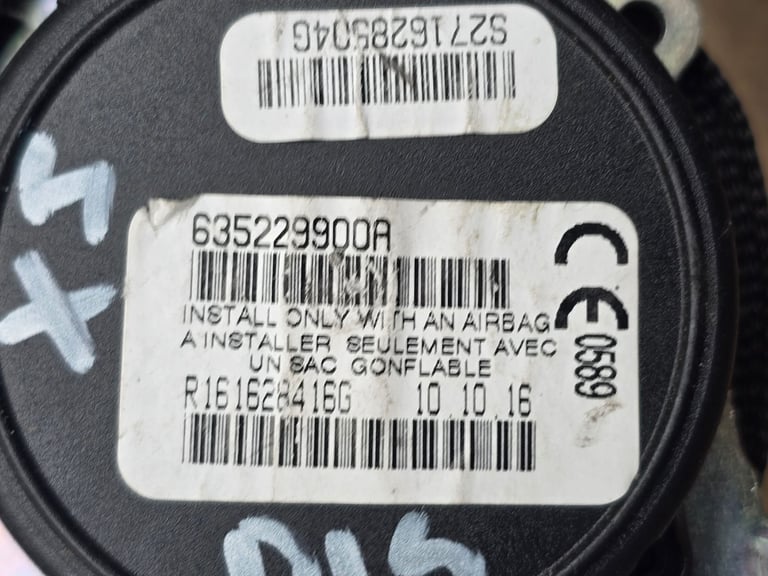 S271628504G
X5
635229900A
INSTALL ONLY WITH AN AIRBAG
A INSTALLER SEULEMENT AVEC
UN SAC GONFLABLE
R161628416G 10.10.16
CE 0589